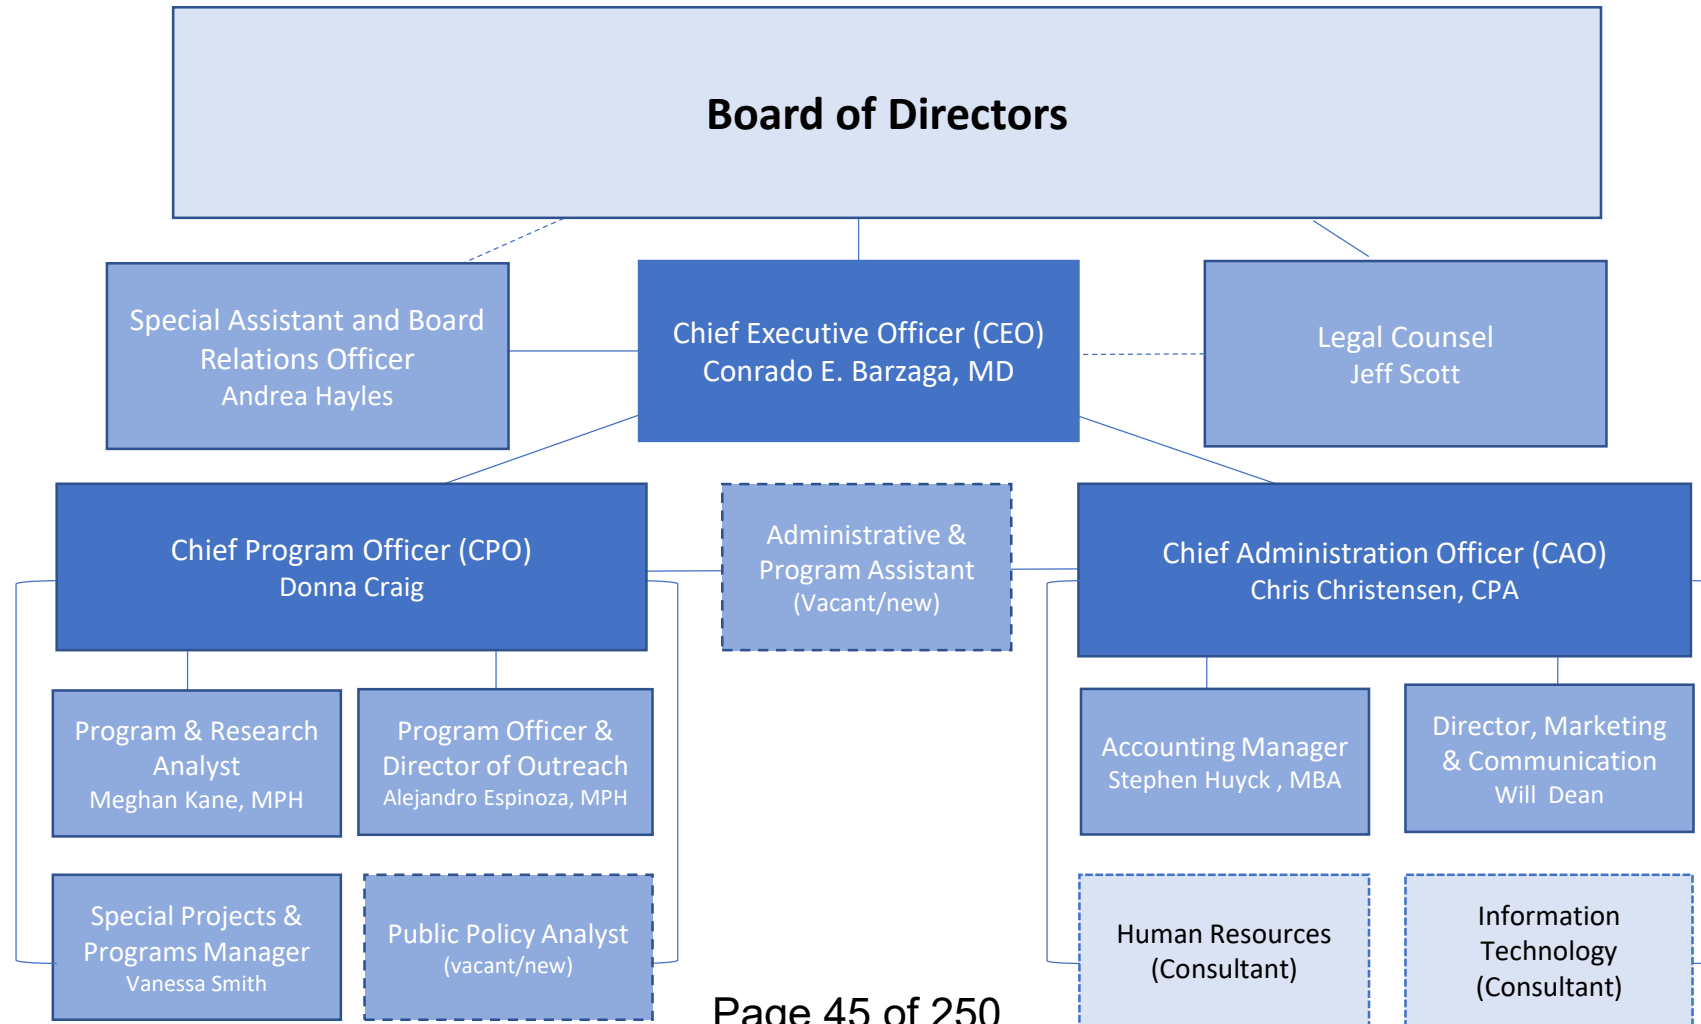 Board of Directors
Special Assistant and Board
Relations Officer
Andrea Hayles
Chief Executive Officer (CEO)
Conrado E. Barzaga, MD
Legal Counsel
Jeff Scott
Chief Program Officer (CPO)
Donna Craig
Administrative &
Program Assistant
(Vacant/new)
Chief Administration Officer (CAO)
Chris Christensen, CPA
Program & Research
Analyst
Meghan Kane, MPH
Program Officer &
Director of Outreach
Alejandro Espinoza, MPH
Accounting Manager
Stephen Huyck , MBA
Director, Marketing
& Communication
Will  Dean
Special Projects &
Programs Manager
Vanessa Smith
Public Policy Analyst
(vacant/new)
Human Resources
(Consultant)
Information
Technology
(Consultant)
Page 45 of 250